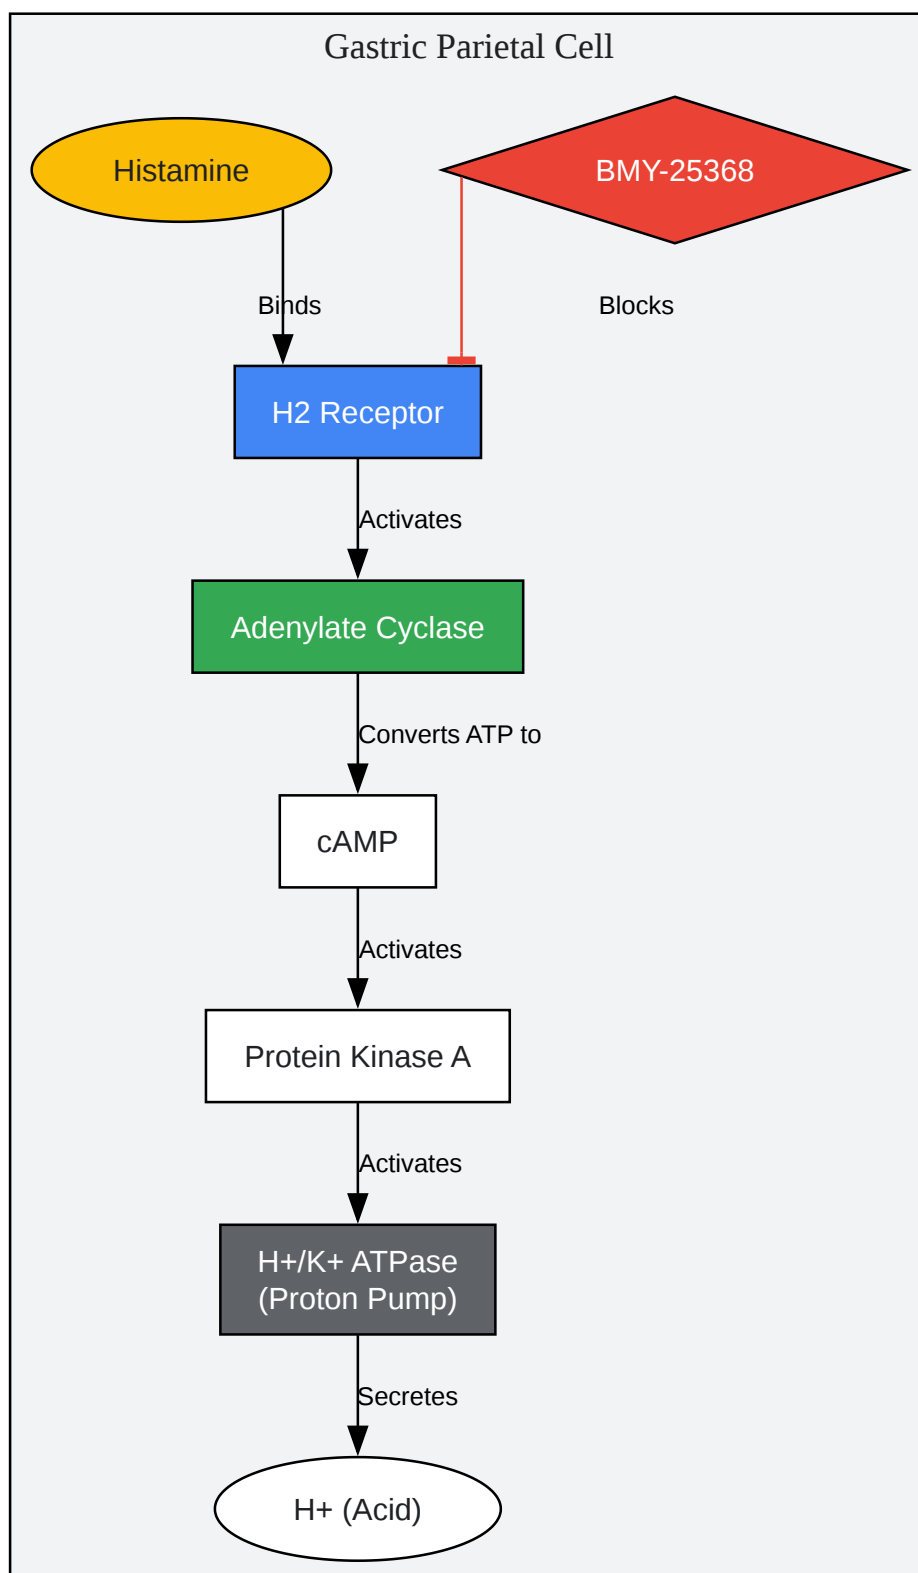 Gastric Parietal Cell
Histamine
BMY-25368
Binds
Blocks
H2 Receptor
Activates
Adenylate Cyclase
Converts ATP to
cAMP
Activates
Protein Kinase A
Activates
H+/K+ ATPase
(Proton Pump)
Secretes
H+ (Acid)